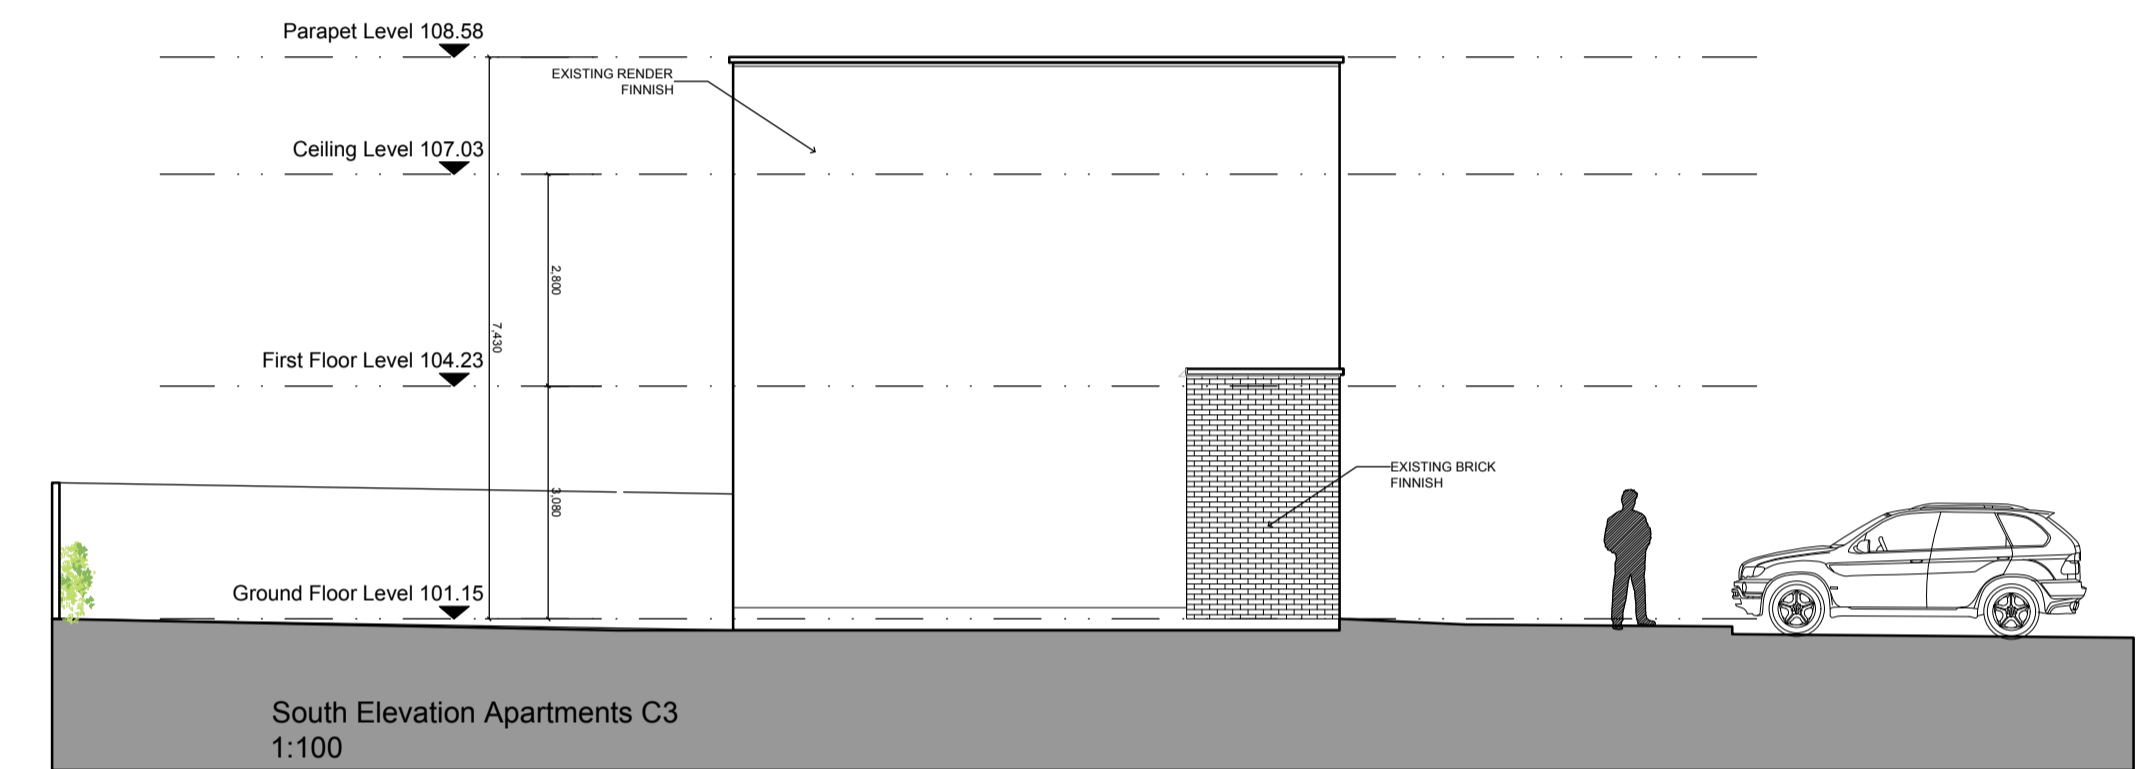 Parapet Level 108.58
EXISTING RENDER
FINNISH
Ceiling Level 107.03
2,800
7,430
First Floor Level 104.23
EXISTING BRICK
FINNISH
3,080
Ground Floor Level 101.15
South Elevation Apartments C3
1:100